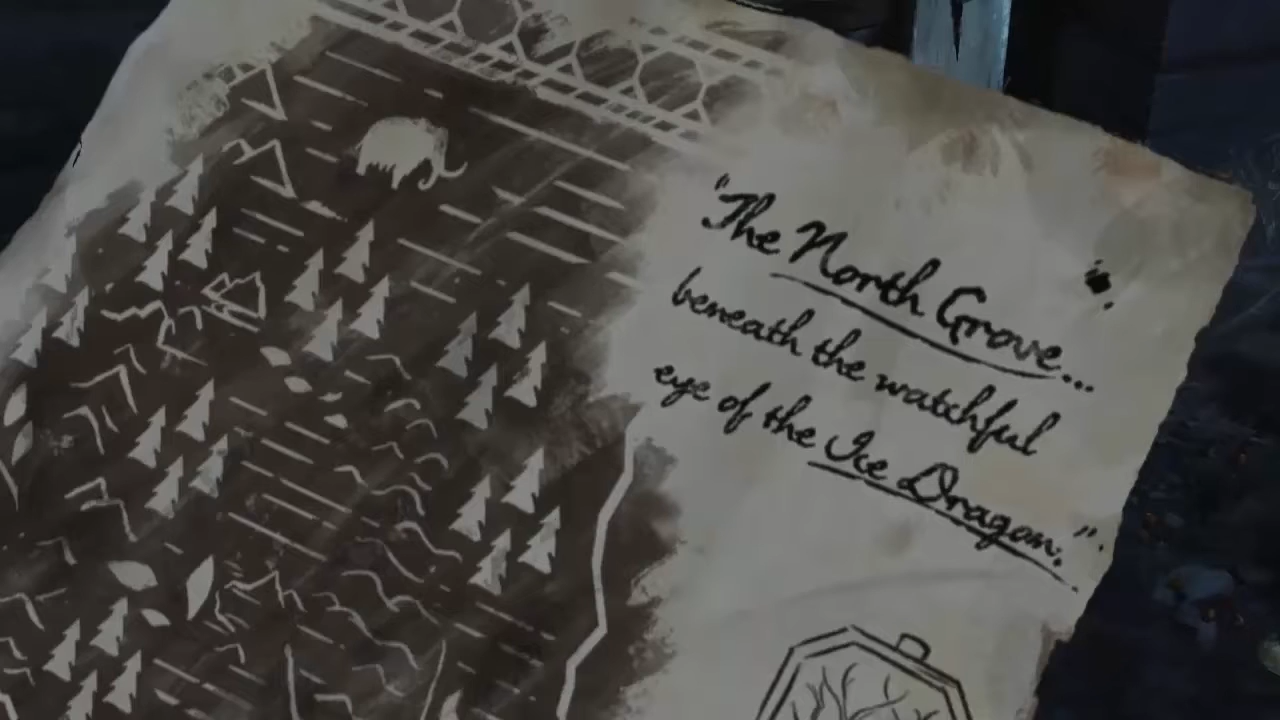 "The North Grove...
beneath the watchful
eye of the Ice Dragon."